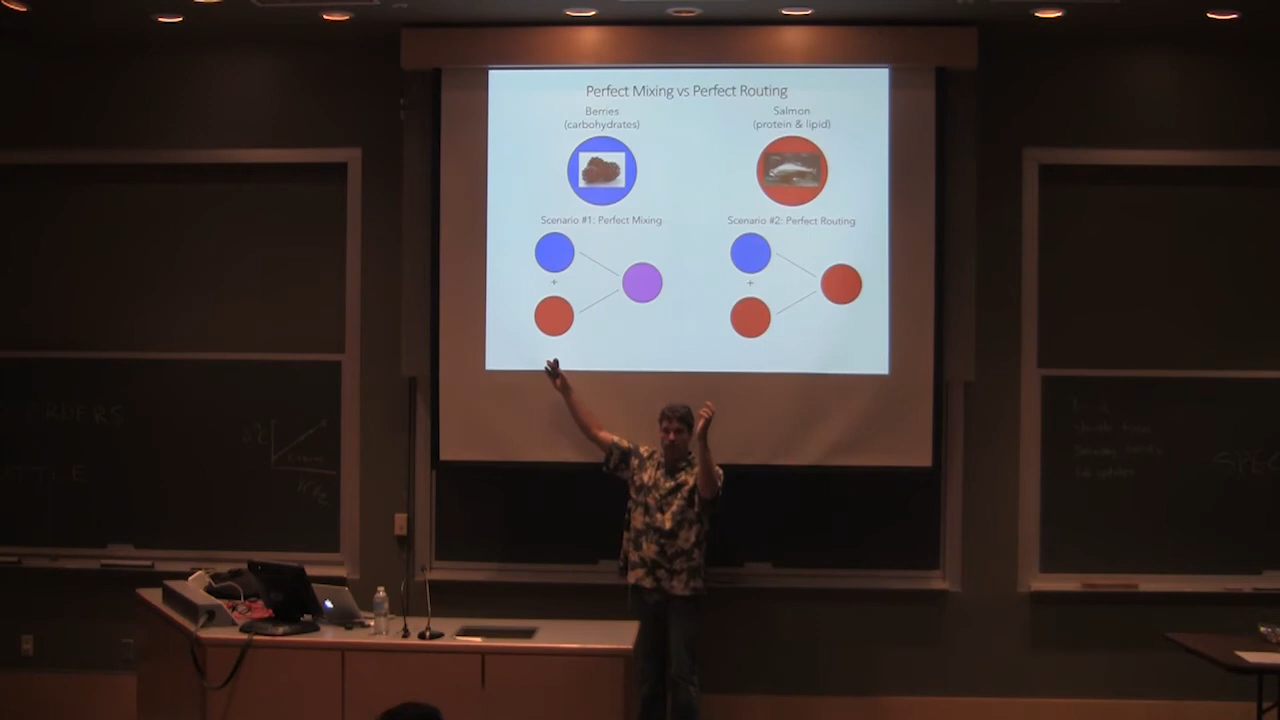 Perfect Mixing vs Perfect Routing
Berries
(carbohydrates)
Salmon
(protein & lipid)
Scenario #1: Perfect Mixing
Scenario #2: Perfect Routing
+
+